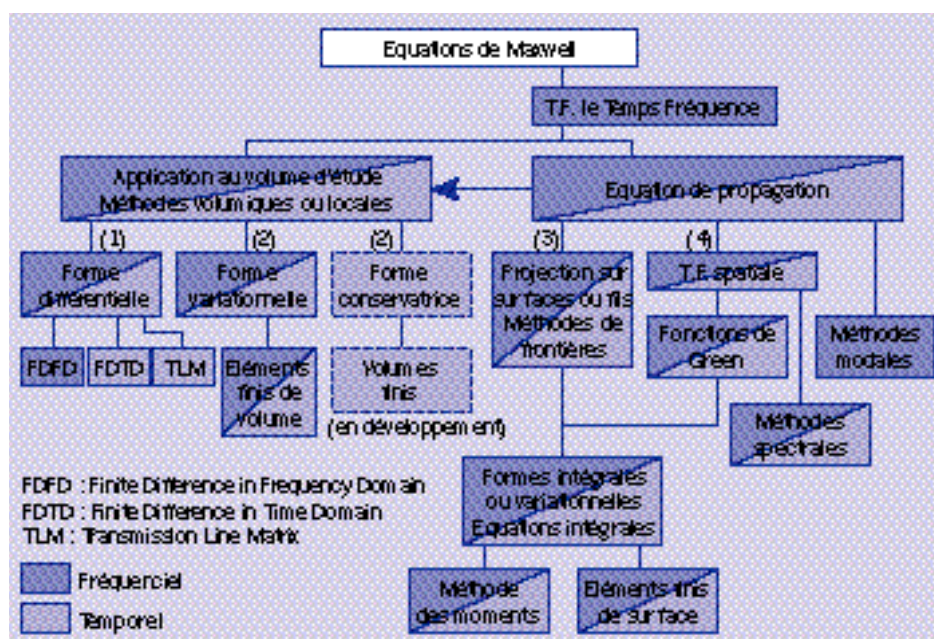 Equations de Maxwell
T.F. le Temps Fréquence
Application au volume d'étude
Méthodes volumiques ou locales
Equation de propagation
(1)
(2)
(2)
(3)
(4)
Forme
différentielle
Forme
variationnelle
Forme
conservatrice
Projection sur
surfaces ou fils
Méthodes de
frontières
T.F. spatiale
Fonctions de
Green
Méthodes
modales
FDFD
FDTD
TLM
Eléments
finis de
volume
Volumes
finis
(en développement)
Méthodes
spectrales
Formes intégrales
ou variationnelles
Equations intégrales
Méthode
des moments
Eléments finis
de surface
FDFD : Finite Difference in Frequency Domain
FDTD : Finite Difference in Time Domain
TLM : Transmission Line Matrix
Fréquenciel
Temporel